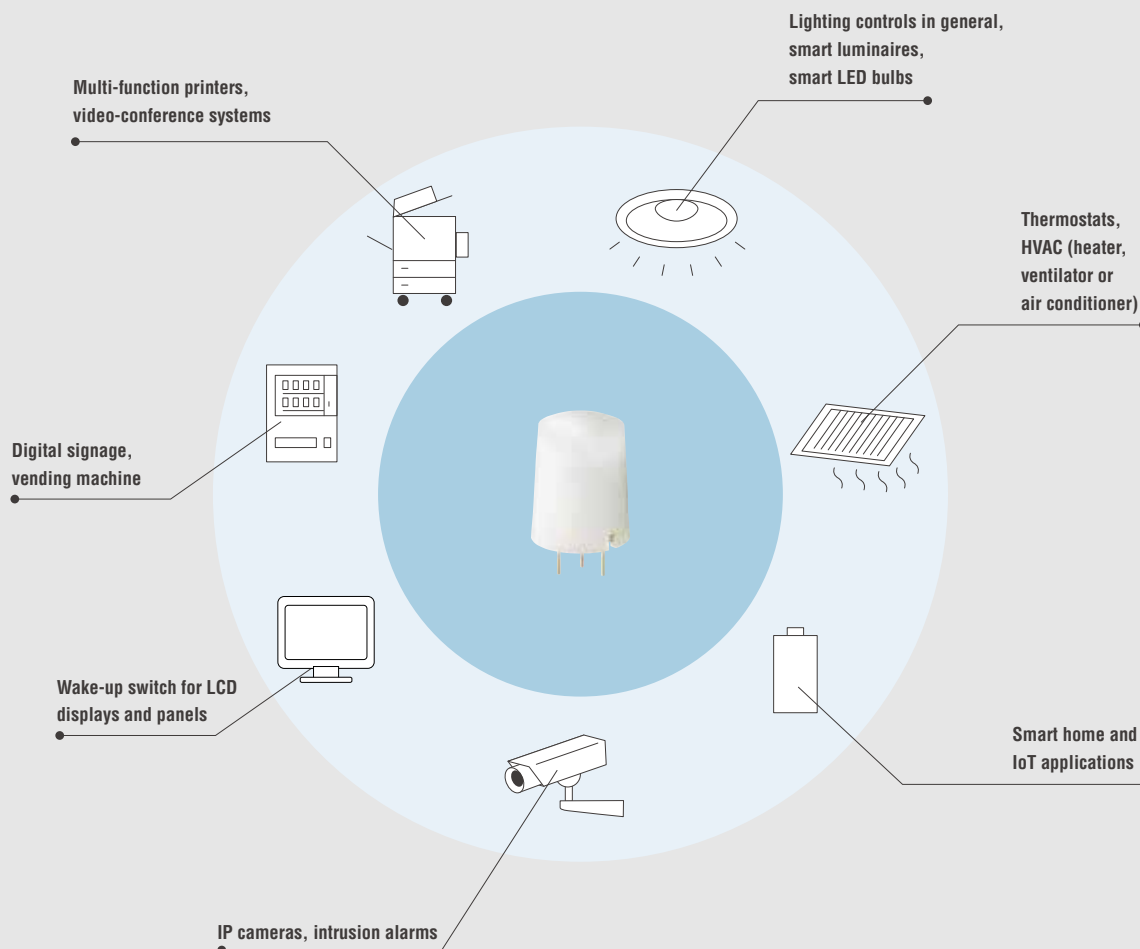 Lighting controls in general,
smart luminaires,
smart LED bulbs
Multi-function printers,
video-conference systems
Thermostats,
HVAC (heater,
ventilator or
air conditioner)
Digital signage,
vending machine
Wake-up switch for LCD
displays and panels
Smart home and
IoT applications
IP cameras, intrusion alarms